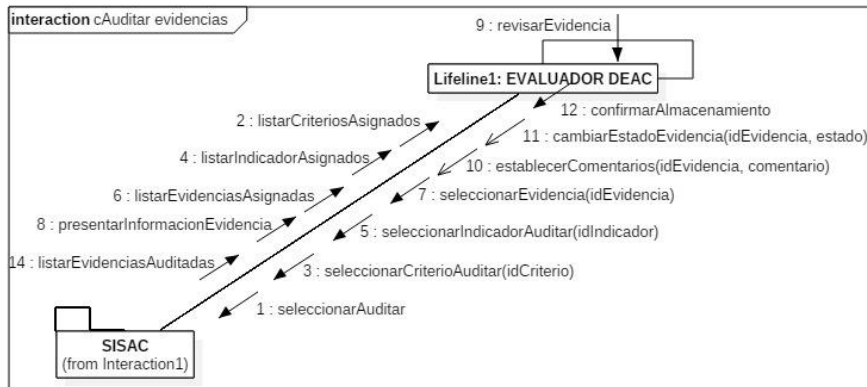 interaction cAuditar evidencias
9 : revisarEvidencia
Lifeline1: EVALUADOR DEAC
12 : confirmarAlmacenamiento
2 : listarCriteriosAsignados
11 : cambiarEstadoEvidencia(idEvidencia, estado)
4 : listarIndicadorAsignados
10 : establecerComentarios(idEvidencia, comentario)
6 : listarEvidenciasAsignadas
7 : seleccionarEvidencia(idEvidencia)
8 : presentarInformacionEvidencia
5 : seleccionarIndicadorAuditar(idIndicador)
14 : listarEvidenciasAuditadas
3 : seleccionarCriterioAuditar(idCriterio)
1 : seleccionarAuditar
SISAC
(from Interaction1)